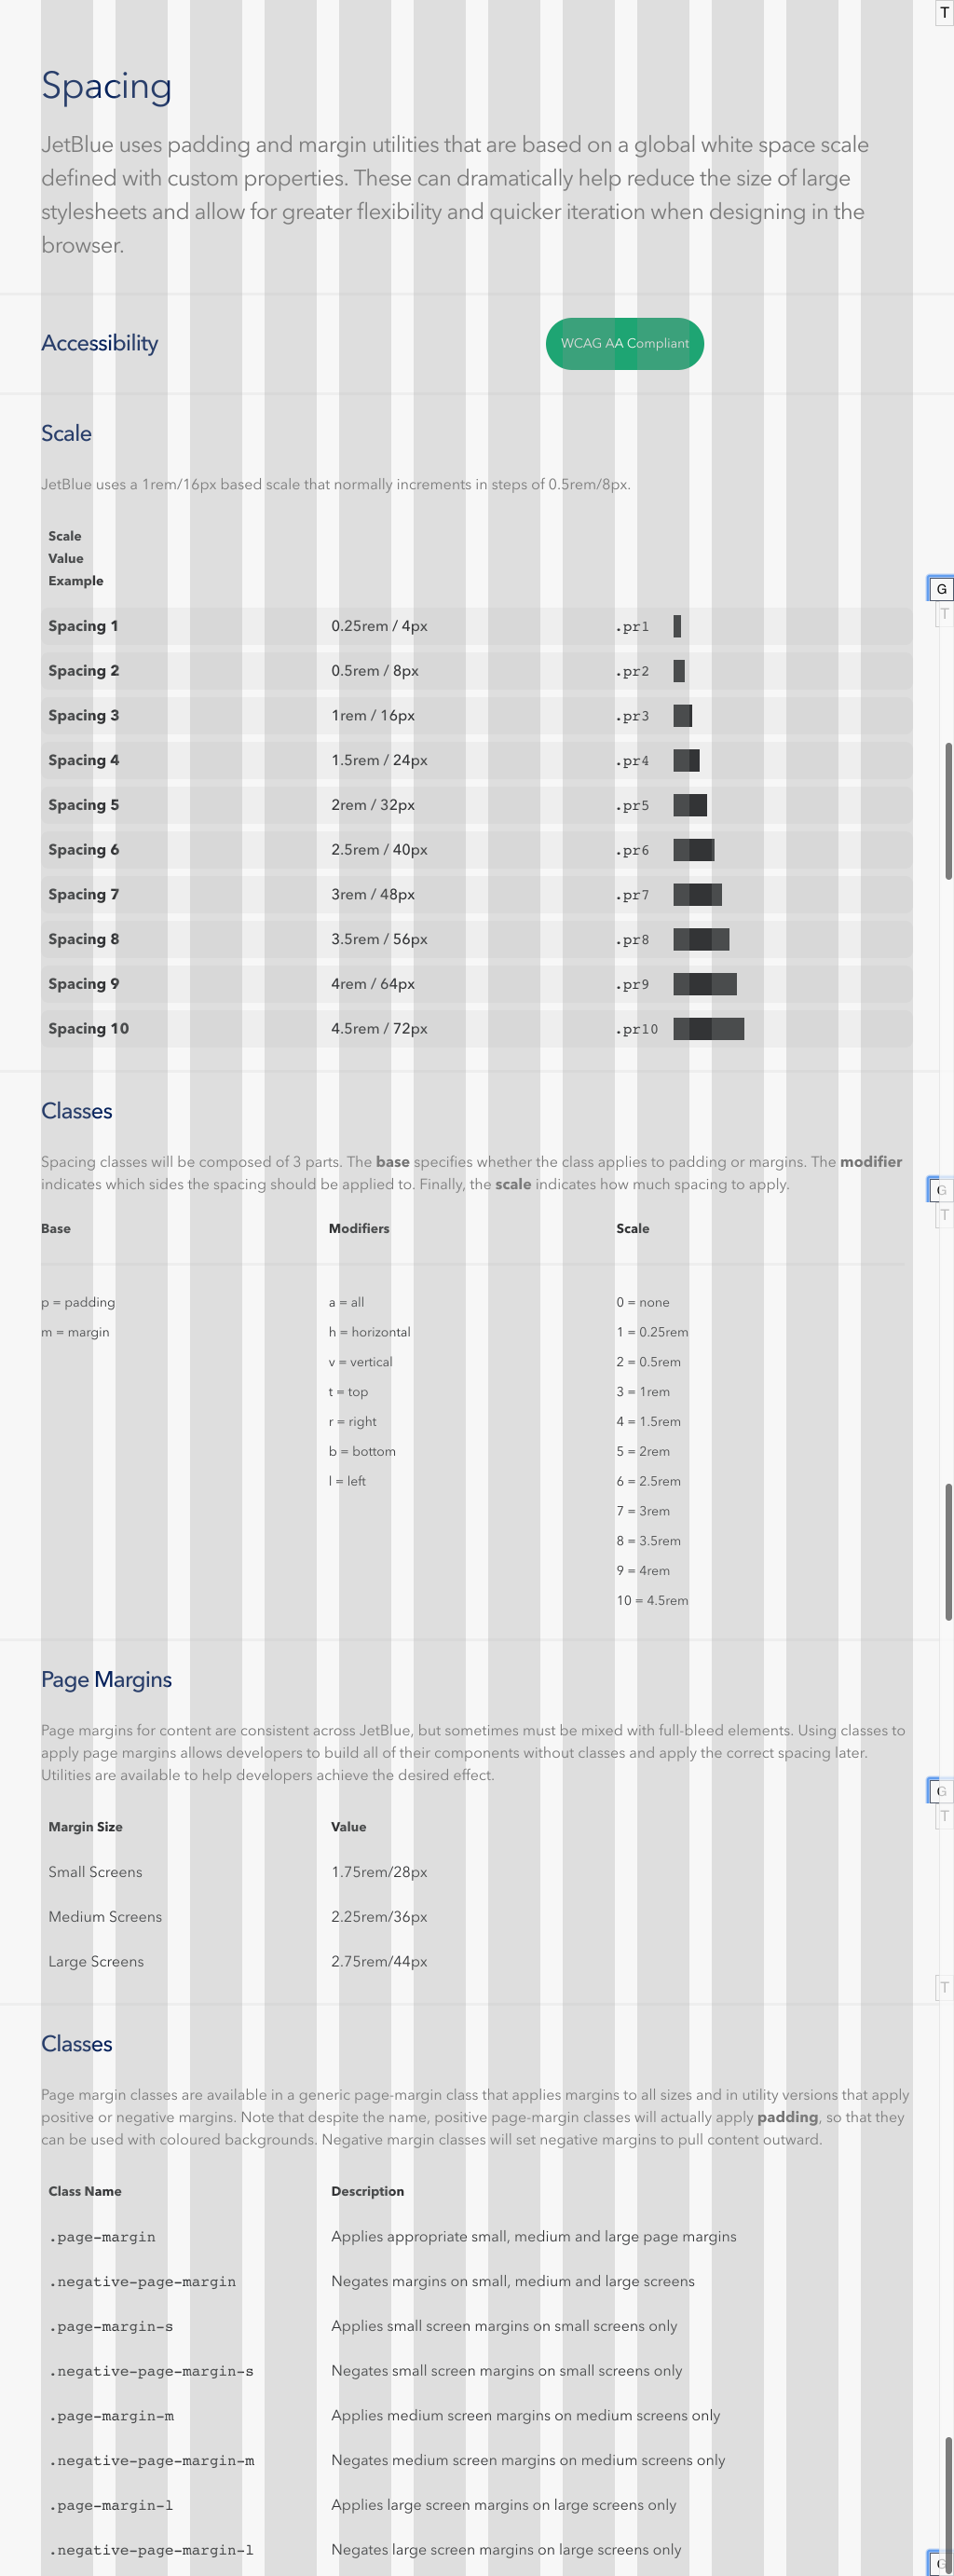 T
Spacing
JetBlue uses padding and margin utilities that are based on a global white space scale
defined with custom properties. These can dramatically help reduce the size of large
stylesheets and allow for greater flexibility and quicker iteration when designing in the
browser.
Accessibility
WCAG AA Compliant
Scale
JetBlue uses a 1rem/16px based scale that normally increments in steps of 0.5rem/8px.
Scale
Value
Example
G
T
Spacing 1 0.25rem / 4px .pr1
Spacing 2 0.5rem / 8px .pr2
Spacing 3 1rem / 16px .pr3
Spacing 4 1.5rem / 24px .pr4
Spacing 5 2rem / 32px .pr5
Spacing 6 2.5rem / 40px .pr6
Spacing 7 3rem / 48px .pr7
Spacing 8 3.5rem / 56px .pr8
Spacing 9 4rem / 64px .pr9
Spacing 10 4.5rem / 72px .pr10
Classes
Spacing classes will be composed of 3 parts. The base specifies whether the class applies to padding or margins. The modifier
indicates which sides the spacing should be applied to. Finally, the scale indicates how much spacing to apply.
G
T
Base Modifiers Scale
p = padding a = all 0 = none
m = margin h = horizontal 1 = 0.25rem
v = vertical 2 = 0.5rem
t = top 3 = 1rem
r = right 4 = 1.5rem
b = bottom 5 = 2rem
l = left 6 = 2.5rem
7 = 3rem
8 = 3.5rem
9 = 4rem
10 = 4.5rem
Page Margins
Page margins for content are consistent across JetBlue, but sometimes must be mixed with full-bleed elements. Using classes to
apply page margins allows developers to build all of their components without classes and apply the correct spacing later.
Utilities are available to help developers achieve the desired effect.
G
T
Margin Size Value
Small Screens 1.75rem/28px
Medium Screens 2.25rem/36px
Large Screens 2.75rem/44px
T
Classes
Page margin classes are available in a generic page-margin class that applies margins to all sizes and in utility versions that apply
positive or negative margins. Note that despite the name, positive page-margin classes will actually apply padding, so that they
can be used with coloured backgrounds. Negative margin classes will set negative margins to pull content outward.
Class Name Description
.page-margin Applies appropriate small, medium and large page margins
.negative-page-margin Negates margins on small, medium and large screens
.page-margin-s Applies small screen margins on small screens only
.negative-page-margin-s Negates small screen margins on small screens only
.page-margin-m Applies medium screen margins on medium screens only
.negative-page-margin-m Negates medium screen margins on medium screens only
.page-margin-l Applies large screen margins on large screens only
.negative-page-margin-l Negates large screen margins on large screens only
G